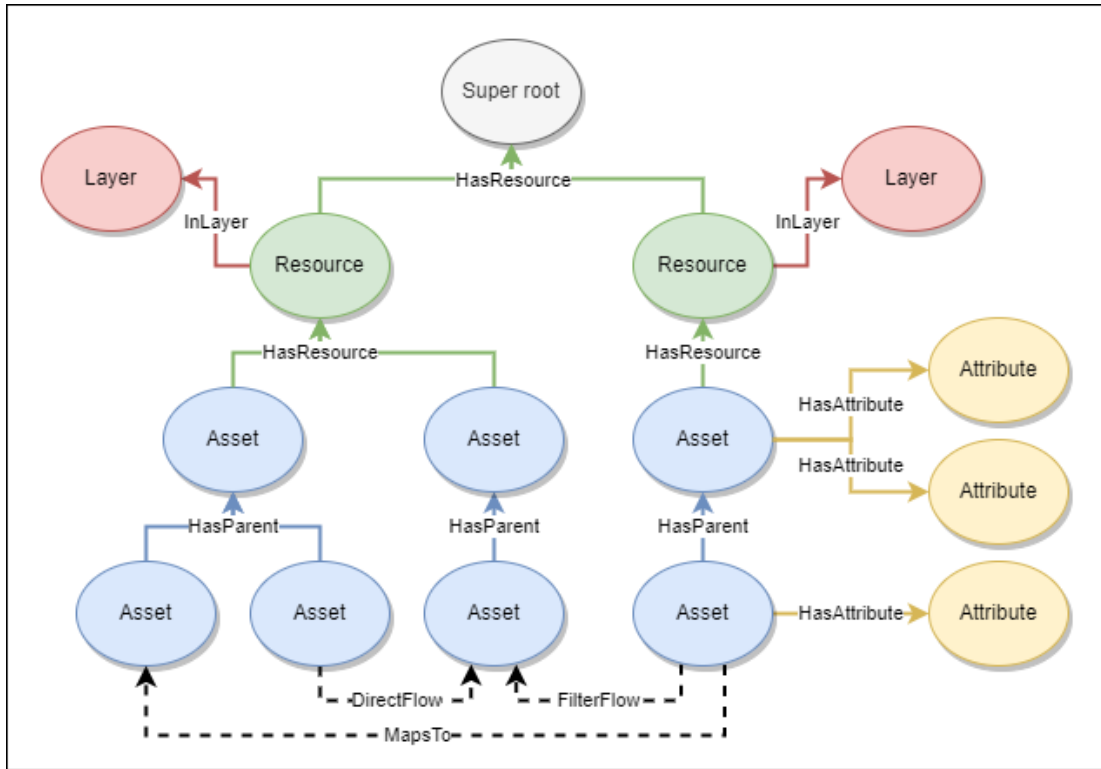 Super root
Layer
HasResource
Layer
InLayer
InLayer
Resource
Resource
HasResource
HasResource
Attribute
HasAttribute
Asset
Asset
Asset
HasAttribute
Attribute
HasParent
HasParent
HasParent
Asset
Asset
Asset
Asset
HasAttribute
Attribute
DirectFlow
FilterFlow
MapsTo